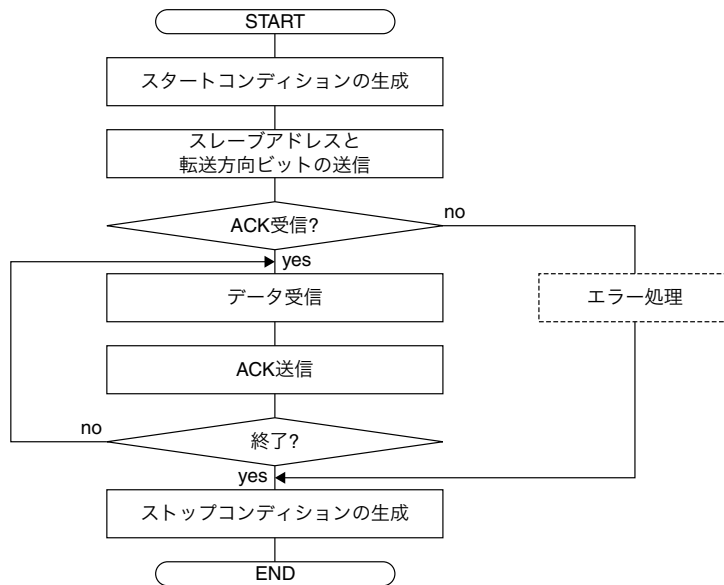 START
スタートコンディションの生成
スレーブアドレスと
転送方向ビットの送信
ACK受信?
no
yes
データ受信
エラー処理
ACK送信
no
終了?
yes
ストップコンディションの生成
END